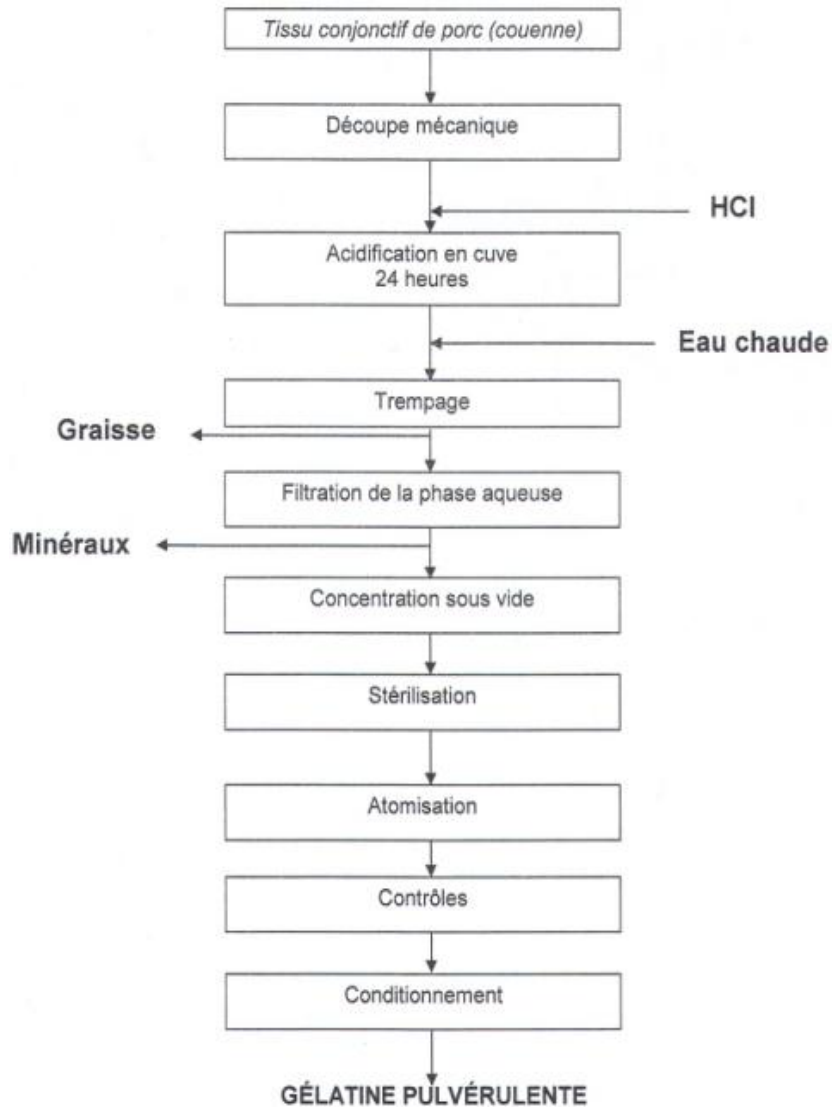 Tissu conjonctif de porc (couenne)
Découpe mécanique
HCl
Acidification en cuve
24 heures
Eau chaude
Trempage
Graisse
Filtration de la phase aqueuse
Minéraux
Concentration sous vide
Stérilisation
Atomisation
Contrôles
Conditionnement
GÉLATINE PULVÉRULENTE